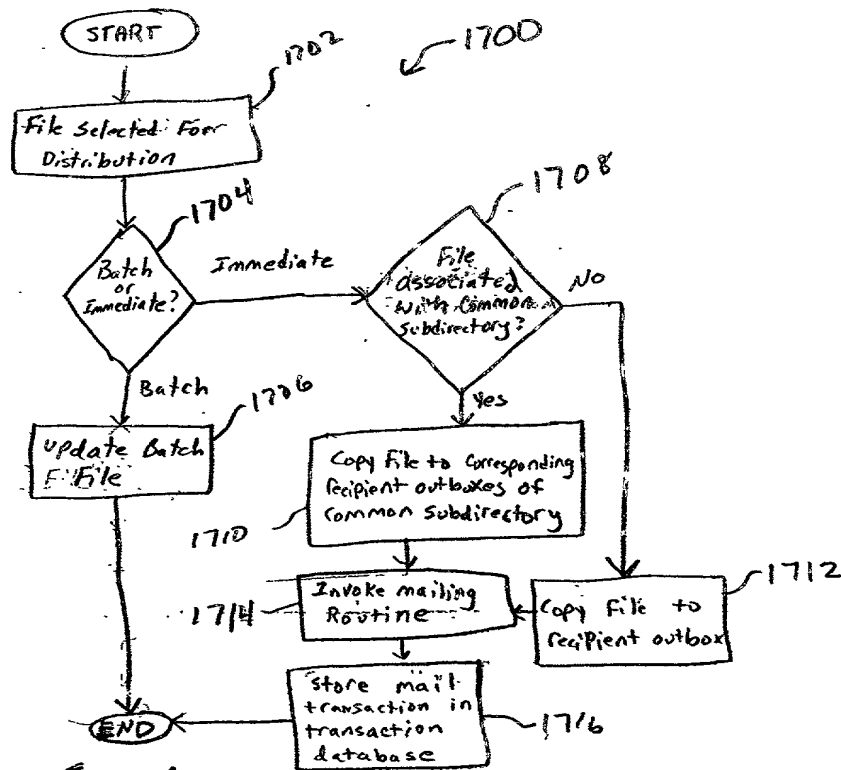 START
1702
1700
File Selected For
Distribution
1704
1708
Batch
or
Immediate?
Immediate
File
associated
with Common
Subdirectory?
No
Batch
1706
Yes
Update Batch
File
Copy File to Corresponding
recipient outboxes of
Common Subdirectory
1710
1714
Invoke mailing
Routine
1712
Copy File to
recipient outbox
Store mail
transaction in
transaction
database
1716
END